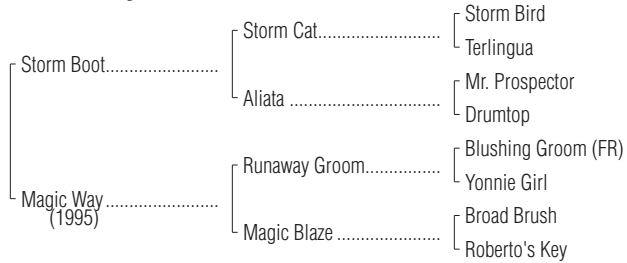 Storm Bird
Storm Cat....................
Terlingua
Storm Boot.......................
Mr. Prospector
Aliata .........................
Drumtop
Blushing Groom (FR)
Runaway Groom...............
Yonnie Girl
Magic Way .......................
(1995)
Broad Brush
Magic Blaze .................
Roberto's Key